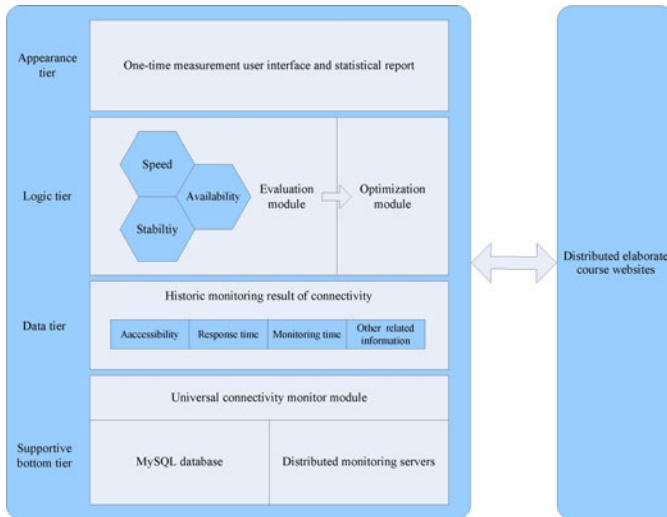 Appearance
tier
One-time measurement user interface and statistical report
Logic tier
Speed
Availability
Stabiltiy
Evaluation
module
Optimization
module
Data tier
Historic monitoring result of connectivity
Aaccessibility
Response time
Monitoring time
Other related
information
Supportive
bottom tier
Universal connectivity monitor module
MySQL database
Distributed monitoring servers
Distributed elaborate
course websites